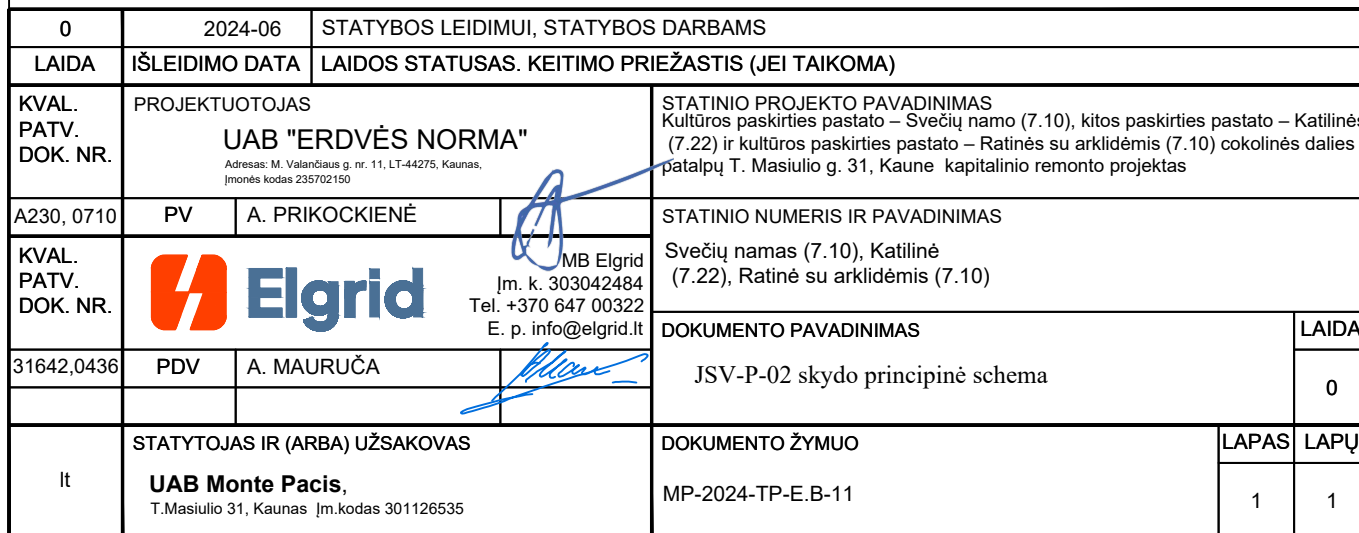 0 2024-06 STATYBOS LEIDIMUI, STATYBOS DARBAMS
LAIDA IŠLEIDIMO DATA LAIDOS STATUSAS. KEITIMO PRIEŽASTIS (JEI TAIKOMA)
KVAL.
PATV.
DOK. NR.
PROJEKTUOTOJAS
UAB "ERDVĖS NORMA"
Adresas: M. Valančiaus g. nr. 11, LT-44275, Kaunas,
Įmonės kodas 235702150
STATINIO PROJEKTO PAVADINIMAS
Kultūros paskirties pastato – Svečių namo (7.10), kitos paskirties pastato – Katilinės
(7.22) ir kultūros paskirties pastato – Ratinės su arklidėmis (7.10) cokolinės dalies
patalpų T. Masiulio g. 31, Kaune kapitalinio remonto projektas
A230, 0710 PV A. PRIKOCKIENĖ
STATINIO NUMERIS IR PAVADINIMAS
Svečių namas (7.10), Katilinė
(7.22), Ratinė su arklidėmis (7.10)
KVAL.
PATV.
DOK. NR.
Elgrid
MB Elgrid
Įm. k. 303042484
Tel. +370 647 00322
E. p. info@elgrid.lt
DOKUMENTO PAVADINIMAS LAIDA
JSV-P-02 skydo principinė schema 0
31642,0436 PDV A. MAURUČA
lt
STATYTOJAS IR (ARBA) UŽSAKOVAS
UAB Monte Pacis,
T.Masiulio 31, Kaunas Įm.kodas 301126535
DOKUMENTO ŽYMUO LAPAS LAPŲ
MP-2024-TP-E.B-11 1 1